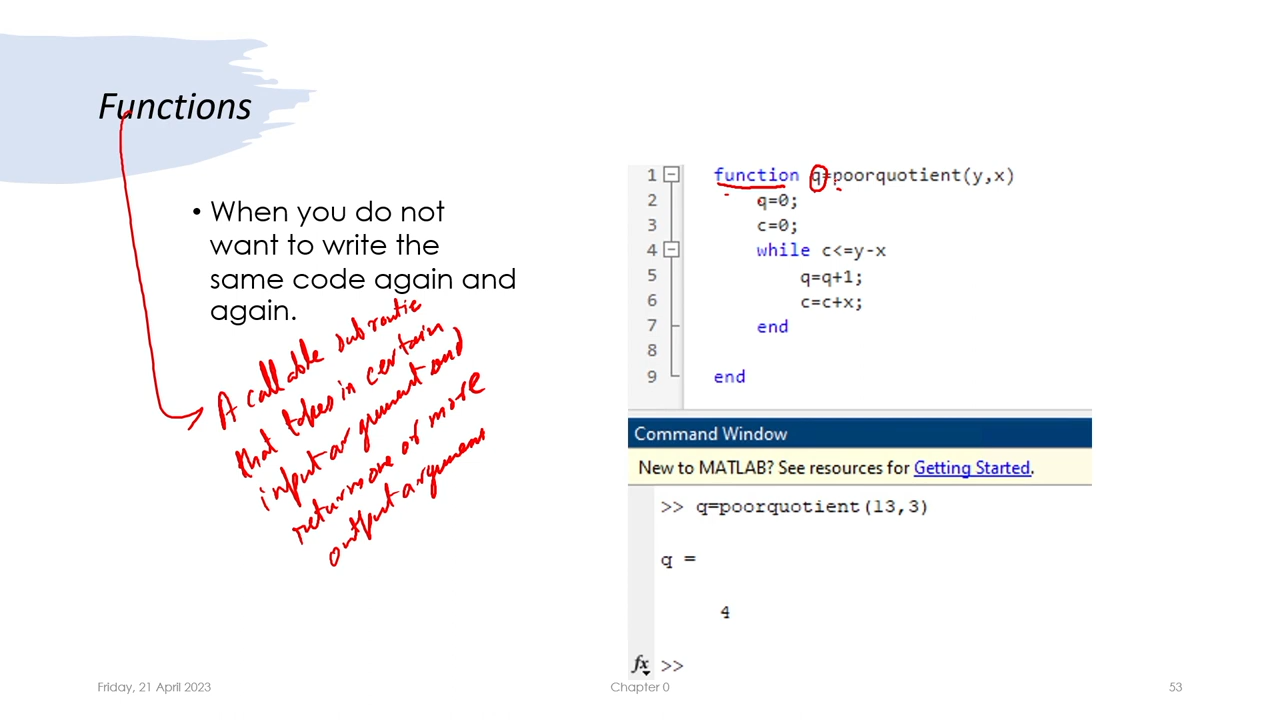 Functions
• When you do not
want to write the
same code again and
again.
A callable subroutie
that takes in certain
input argument and
returns one or more
output argument
1 function q=poorquotient(y,x)
2 q=0;
3 c=0;
4 while c<=y-x
5 q=q+1;
6 c=c+x;
7 end
8
9 end
Command Window
New to MATLAB? See resources for Getting Started.
>> q=poorquotient(13,3)
q =
4
fx >>
Friday, 21 April 2023
Chapter 0
53